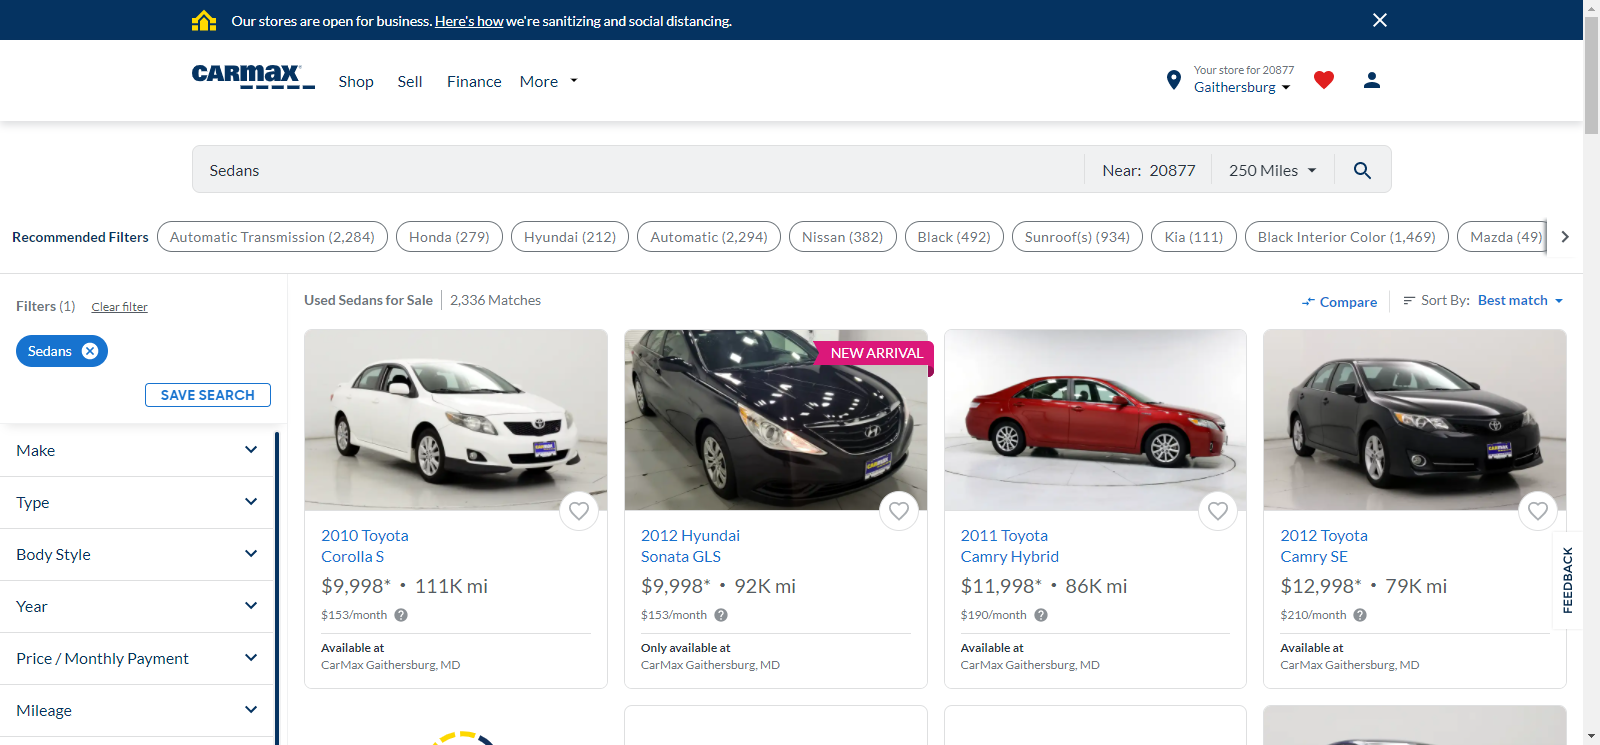 Our stores are open for business. Here's how we're sanitizing and social distancing.
CARMAX
Shop
Sell
Finance
More
Your store for 20877
Gaithersburg
Sedans
Near: 20877
250 Miles
Recommended Filters
Automatic Transmission (2,284)
Honda (279)
Hyundai (212)
Automatic (2,294)
Nissan (382)
Black (492)
Sunroof(s) (934)
Kia (111)
Black Interior Color (1,469)
Mazda (49)
Filters (1)
Clear filter
Sedans
SAVE SEARCH
Make
Type
Body Style
Year
Price / Monthly Payment
Mileage
Used Sedans for Sale
2,336 Matches
Compare
Sort By: Best match
2010 Toyota
Corolla S
$9,998* • 111K mi
$153/month
Available at
CarMax Gaithersburg, MD
NEW ARRIVAL
2012 Hyundai
Sonata GLS
$9,998* • 92K mi
$153/month
Only available at
CarMax Gaithersburg, MD
2011 Toyota
Camry Hybrid
$11,998* • 86K mi
$190/month
Available at
CarMax Gaithersburg, MD
2012 Toyota
Camry SE
$12,998* • 79K mi
$210/month
Available at
CarMax Gaithersburg, MD
FEEDBACK